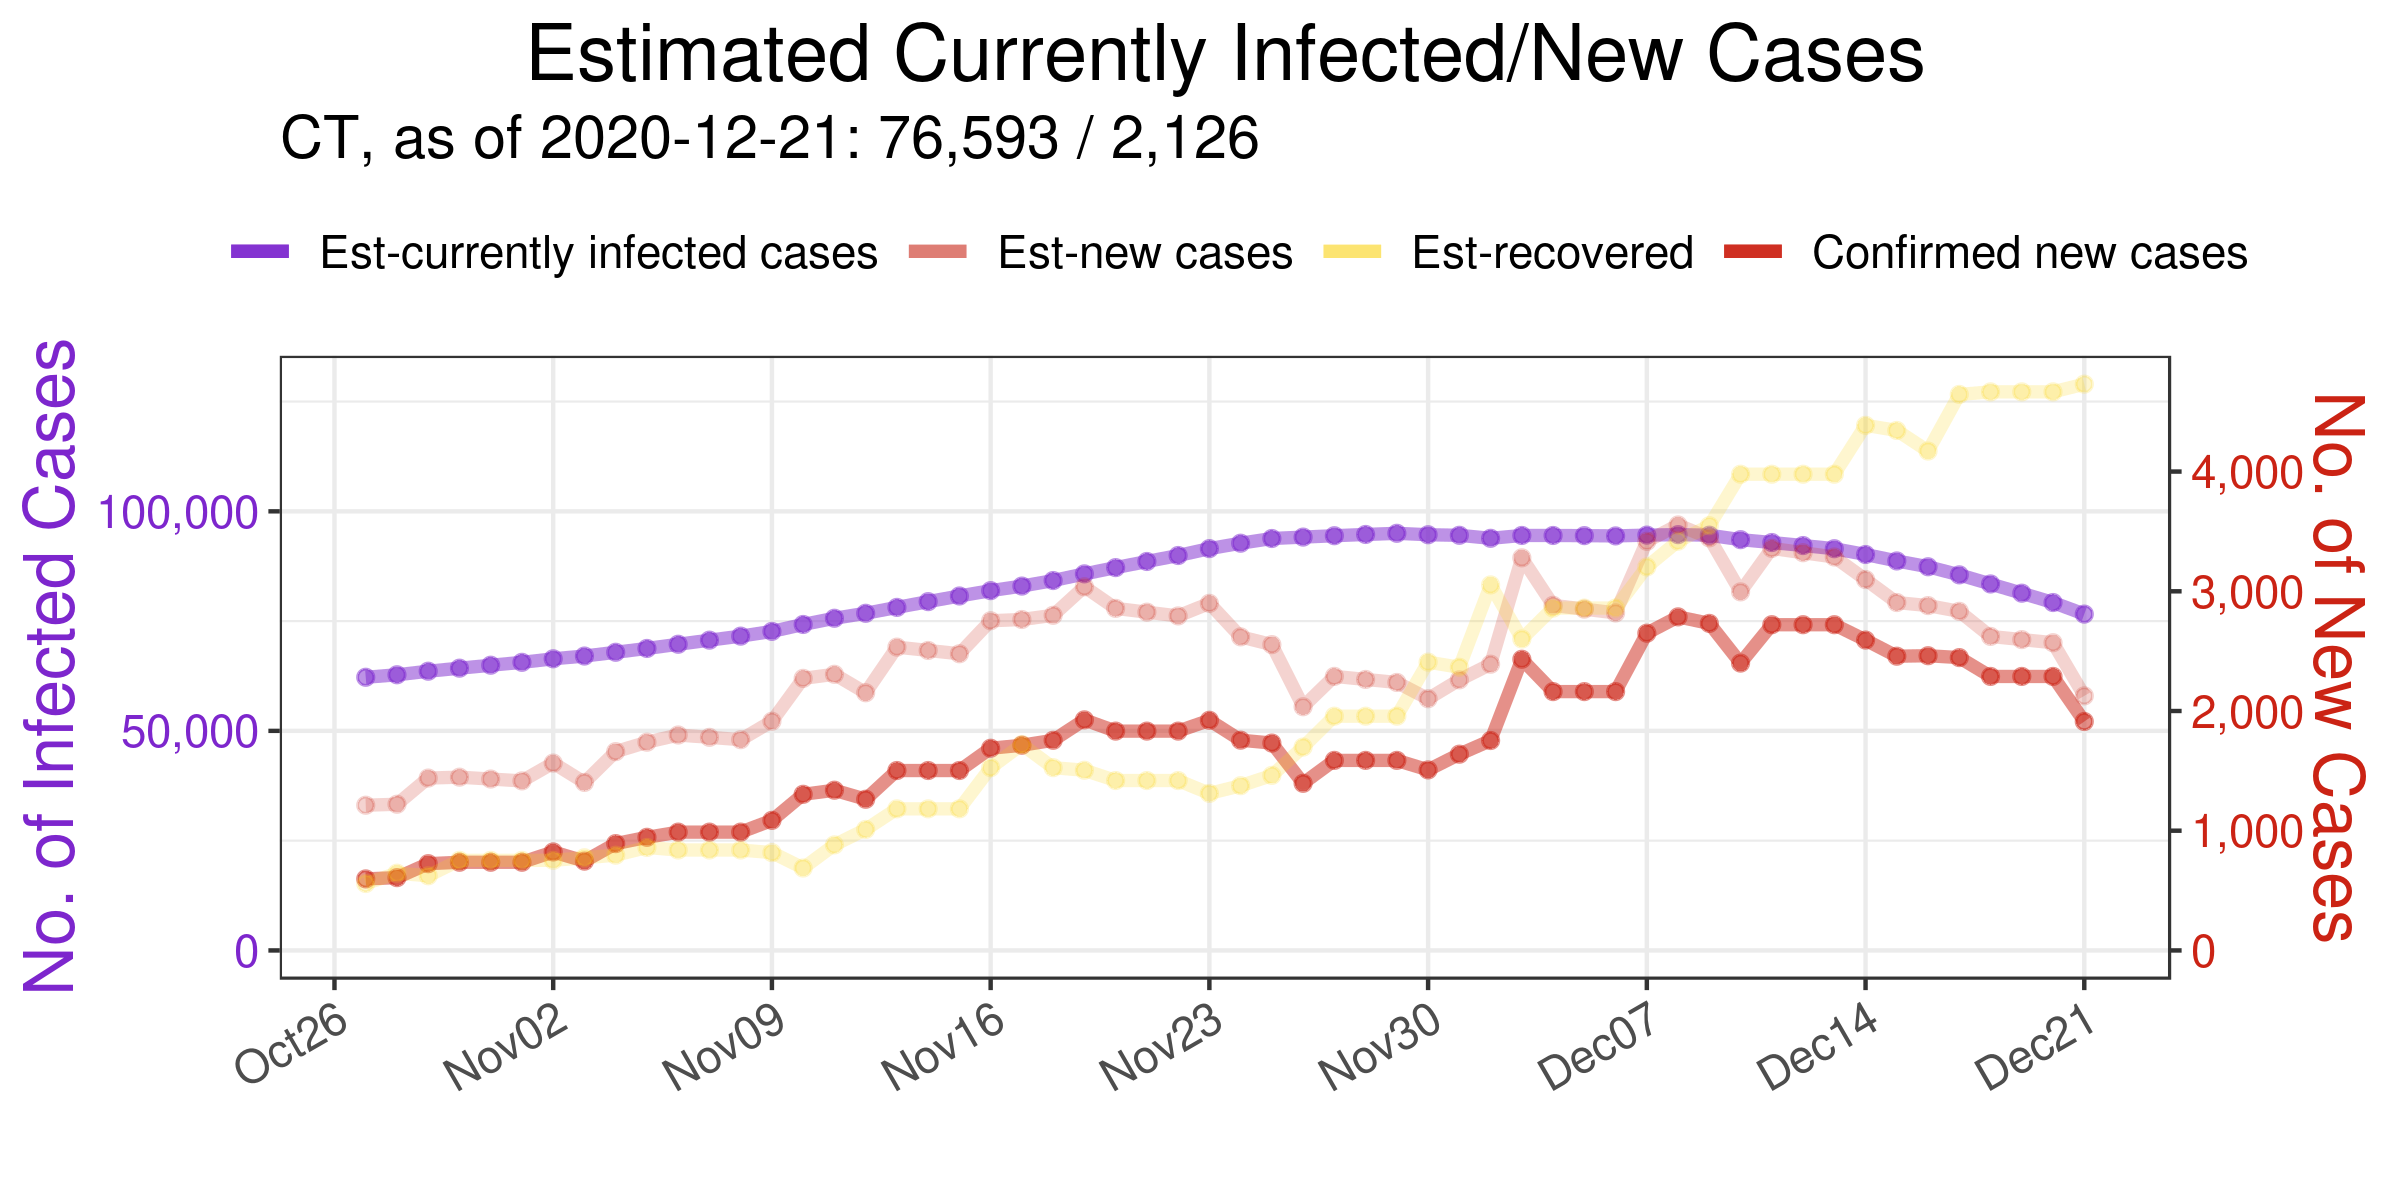 Estimated Currently Infected/New Cases
CT, as of 2020-12-21: 76,593 / 2,126
Est-currently infected cases Est-new cases Est-recovered Confirmed new cases
No. of Infected Cases
100,000
50,000
0
4,000
3,000
2,000
1,000
0
No. of New Cases
Oct26 Nov02 Nov09 Nov16 Nov23 Nov30 Dec07 Dec14 Dec21